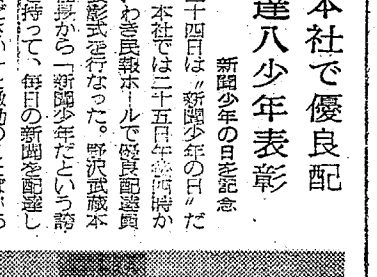 本社で優良配
達八少年表彰
新聞少年の日を記念
十四日は〝新聞少年の日〟だ
本社では二十五日午後四時か
わき民報ホールで優良配達員
彰式を行なった。野沢武蔵本
長から「新聞少年だという誇
持って、毎日の新聞を配達し